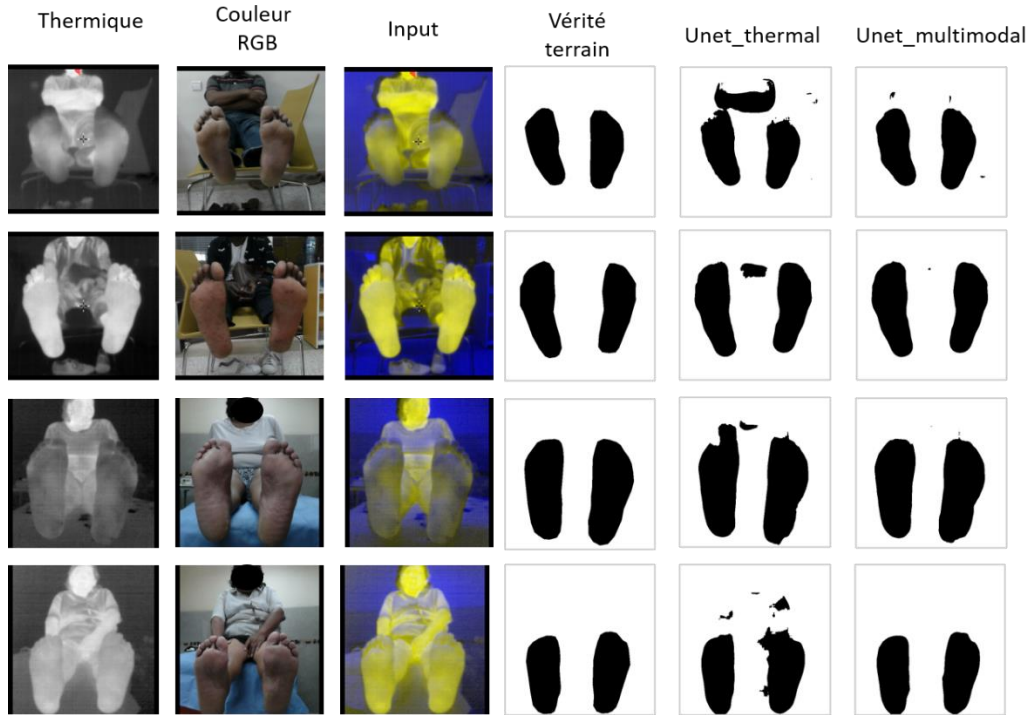 Thermique
Couleur
RGB
Input
Vérité
terrain
Unet_thermal
Unet_multimodal